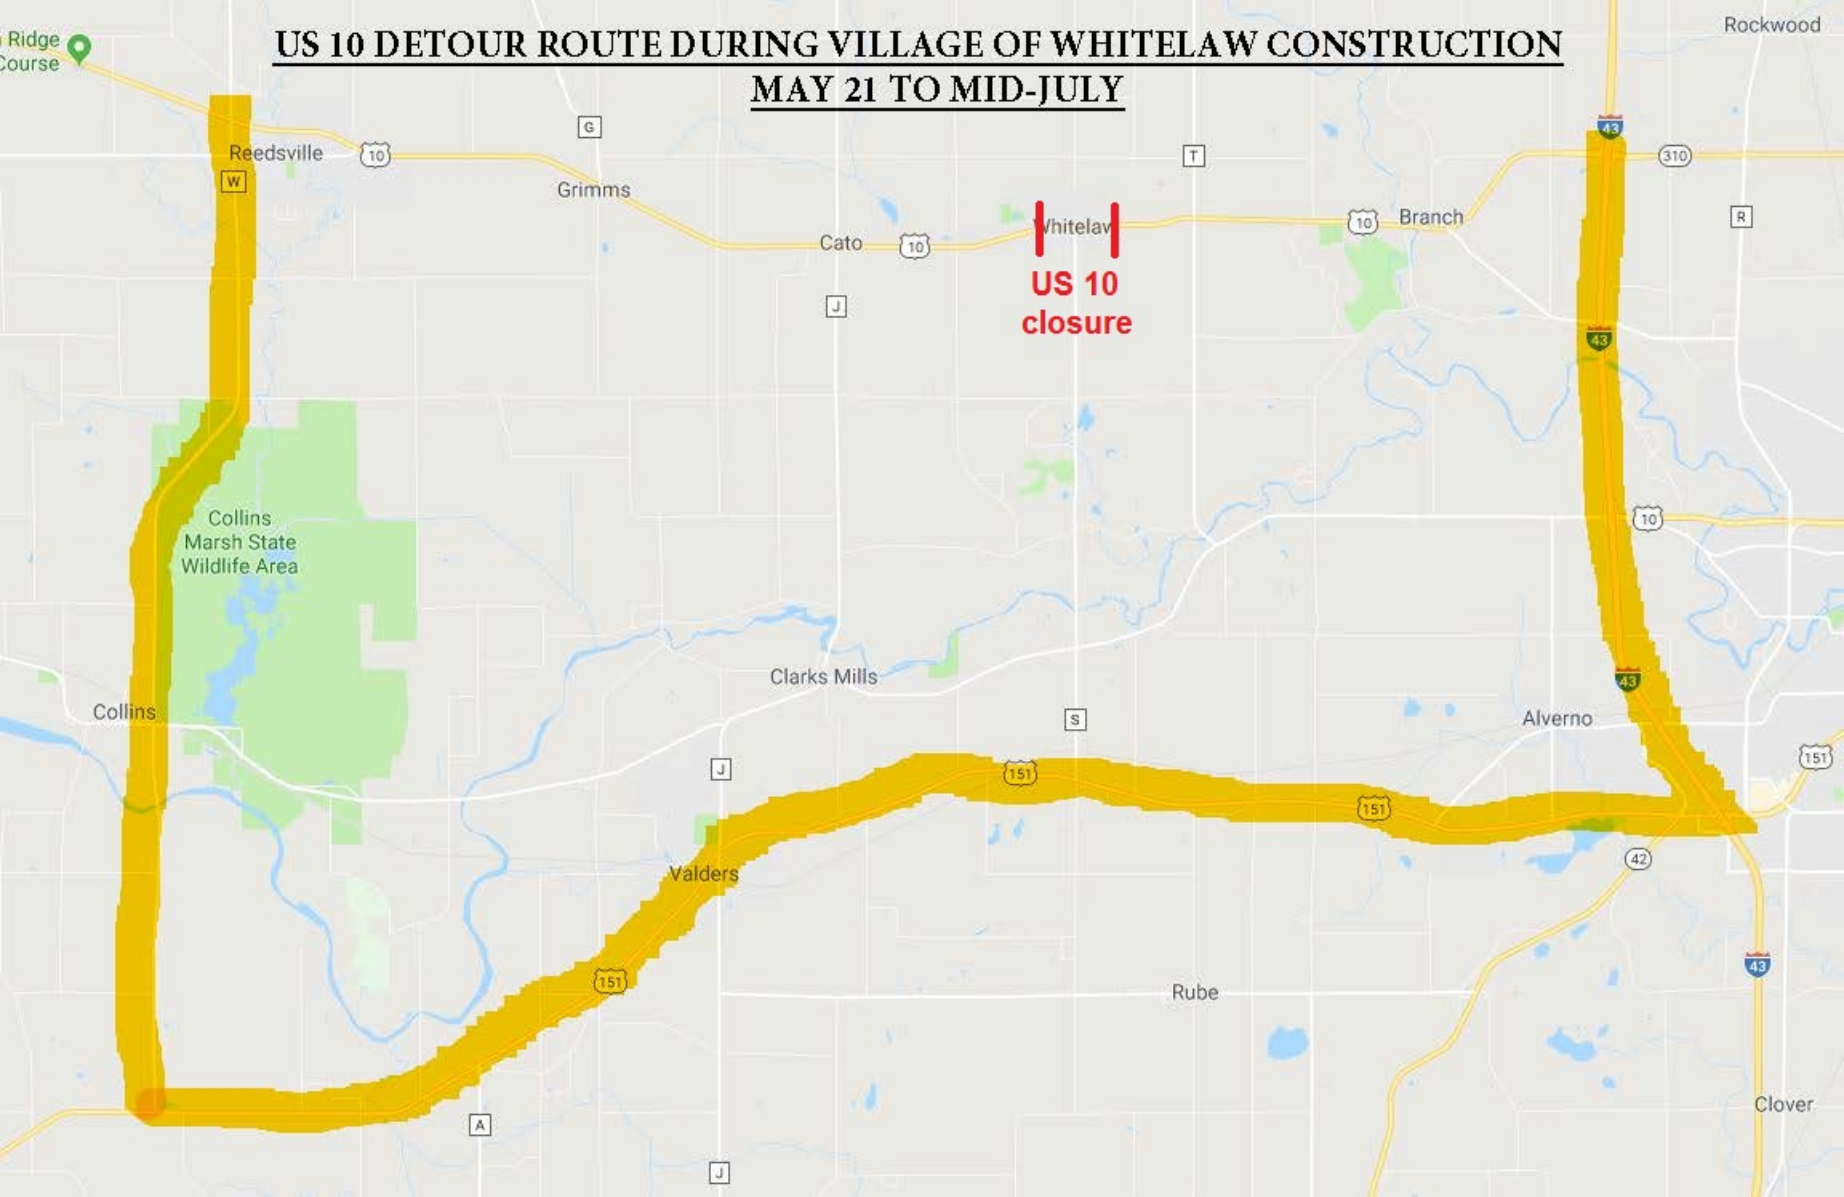 US 10 DETOUR ROUTE DURING VILLAGE OF WHITELAW CONSTRUCTION
MAY 21 TO MID-JULY
Rockwood
Ridge
Course
43
G
Reedsville
10
T
310
W
Grimms
R
Whitelaw
10
Branch
Cato
10
US 10
closure
J
43
Collins
Marsh State
Wildlife Area
10
Clarks Mills
43
Collins
S
Alverno
J
151
151
151
Valders
42
151
43
Rube
Clover
A
J